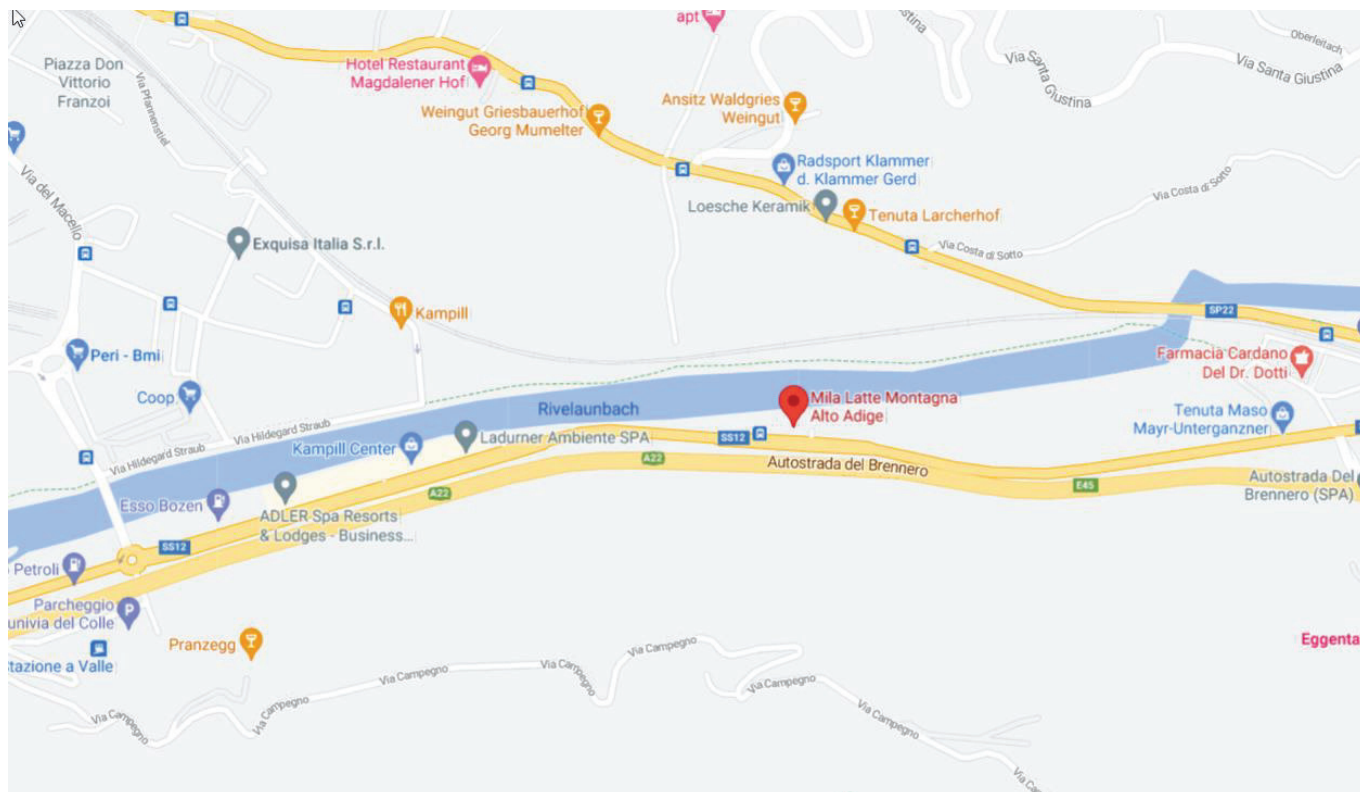 apt
Giustina
Oberleitach
Via Santa
Giustina
Via Santa Giustina
Piazza Don
Vittorio
Franzoi
Via Pfannenstiel
Hotel Restaurant
Magdalener Hof
Weingut Griesbauerhof
Georg Mumelter
Ansitz Waldgries
Weingut
Via del Macello
Radsport Klammer
d. Klammer Gerd
Via Costa di Sotto
Loesche Keramik
Tenuta Larcherhof
Exquisa Italia S.r.l.
Via Costa di Sotto
Kampill
SP22
Peri - Bmi
Farmacia Cardano
Del Dr. Dotti
Coop
Mila Latte Montagna
Alto Adige
Rivelaunbach
Tenuta Maso
Mayr-Unterganzner
Via Hildegard Straub
Ladurner Ambiente SPA
SS12
Kampill Center
Via Hildegard Straub
A22
Autostrada del Brennero
Autostrada Del
Brennero (SPA)
E45
A22
Esso Bozen
ADLER Spa Resorts
& Lodges - Business...
SS12
Petroli
Parcheggio
univia del Colle
P
Pranzegg
tazione a Valle
Eggenta
Via Campegno
Via Campegno
Via Campegno
Via Campegno
Via Campegno
Via Campegno
Via Campegno
Via Ca